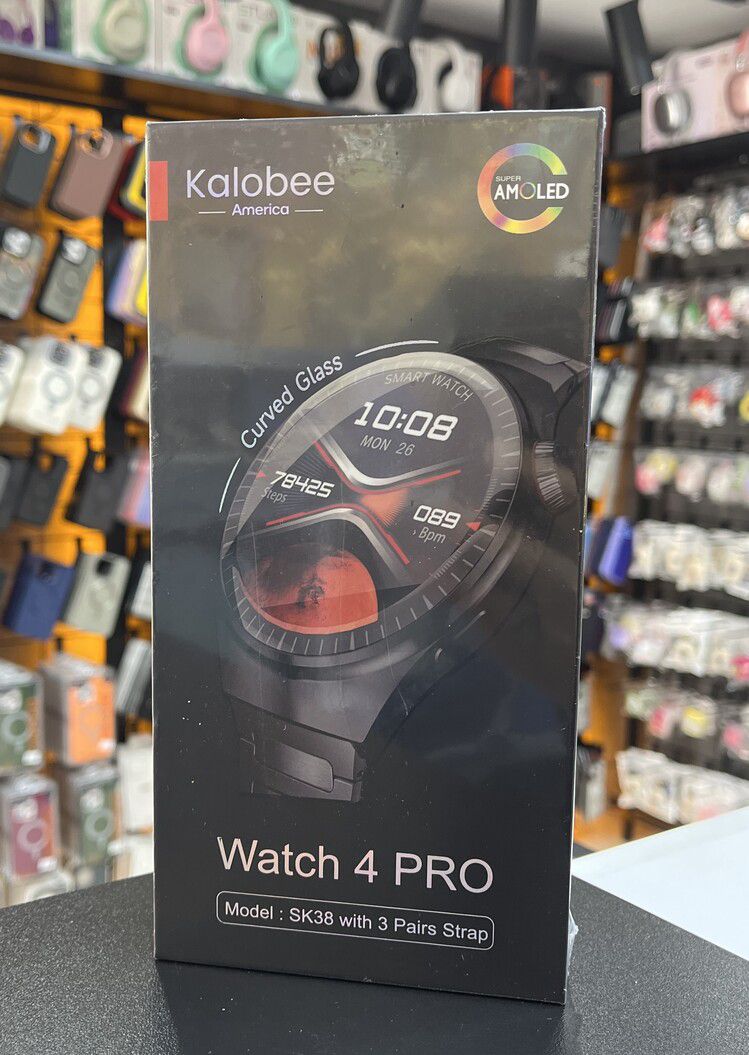 Kalobee
America
SUPER
AMOLED
Curved Glass
SMART WATCH
10:08
MON 26
78425
Steps
089
Bpm
Watch 4 PRO
Model : SK38 with 3 Pairs Strap